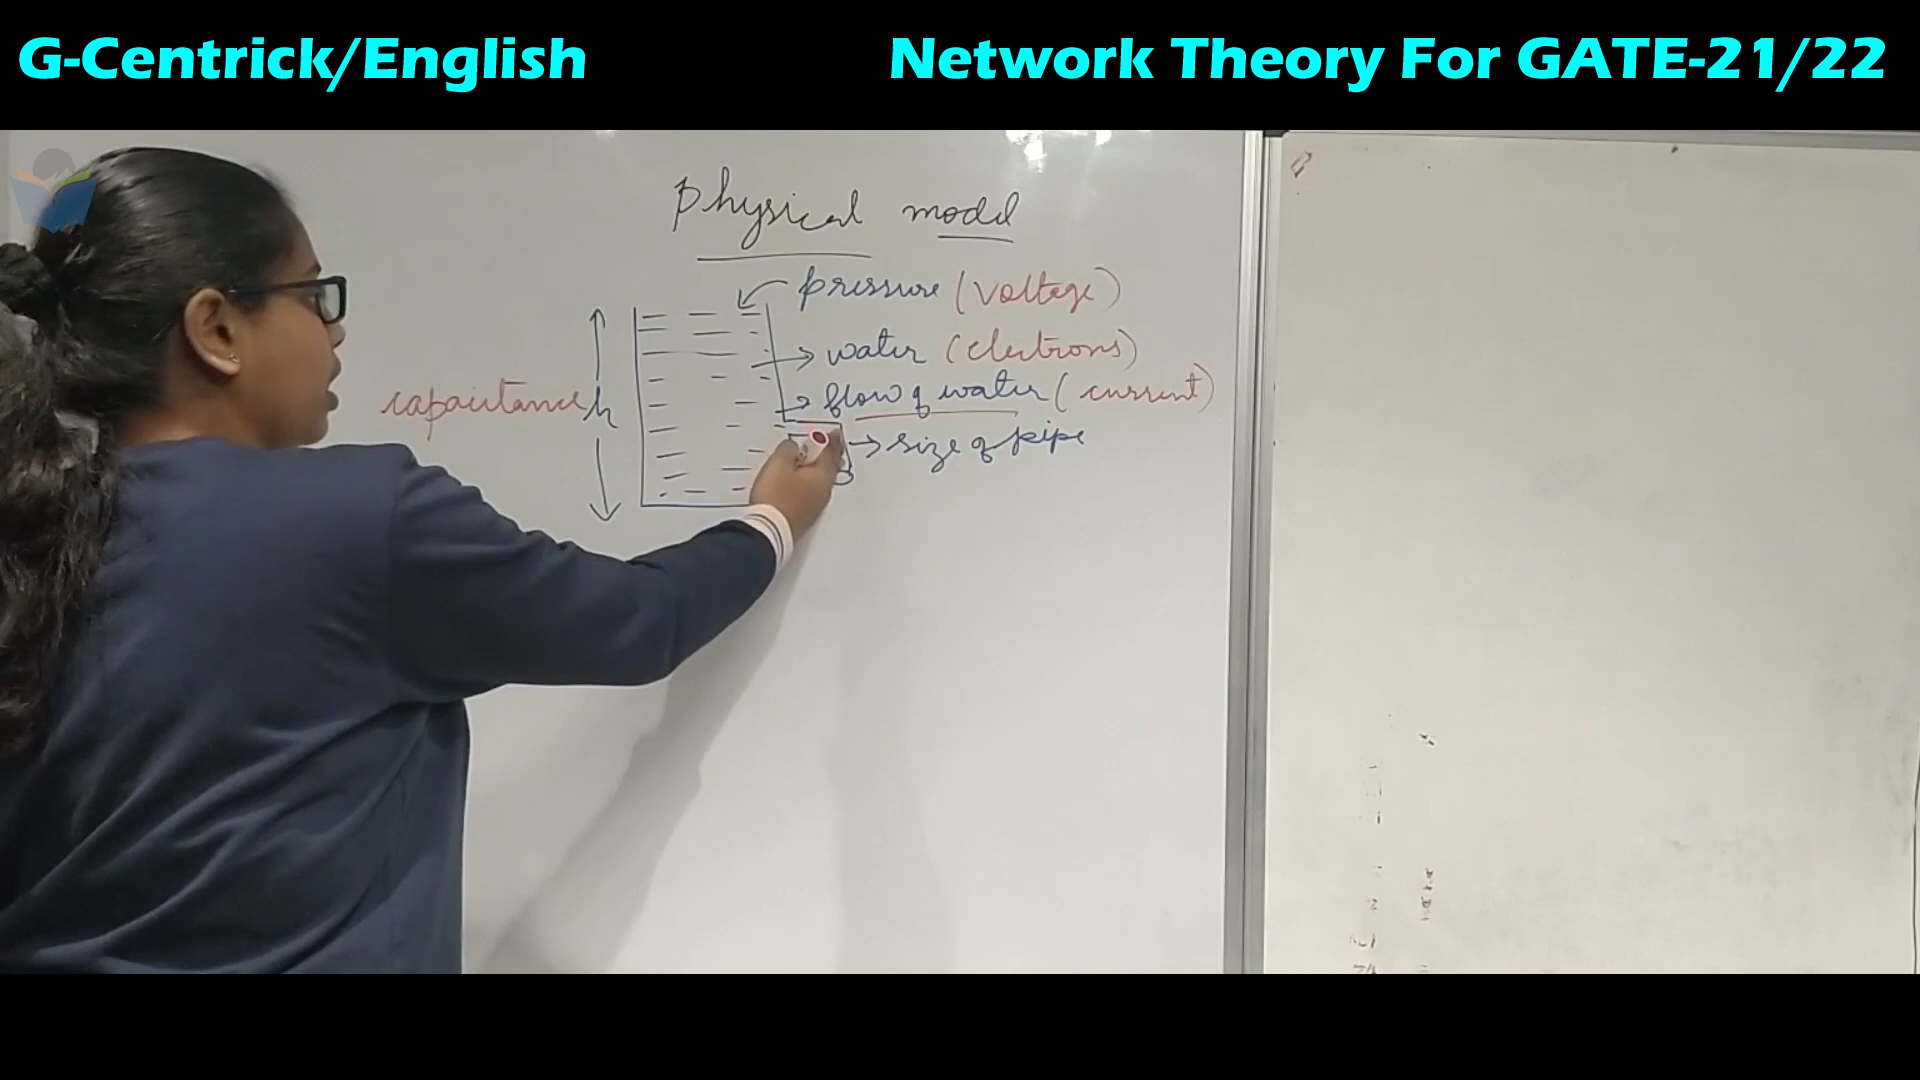 G-Centrick/English
Network Theory For GATE-21/22
Physical model
pressure (voltage)
water (electrons)
capacitance h
flow of water (current)
size of pipe